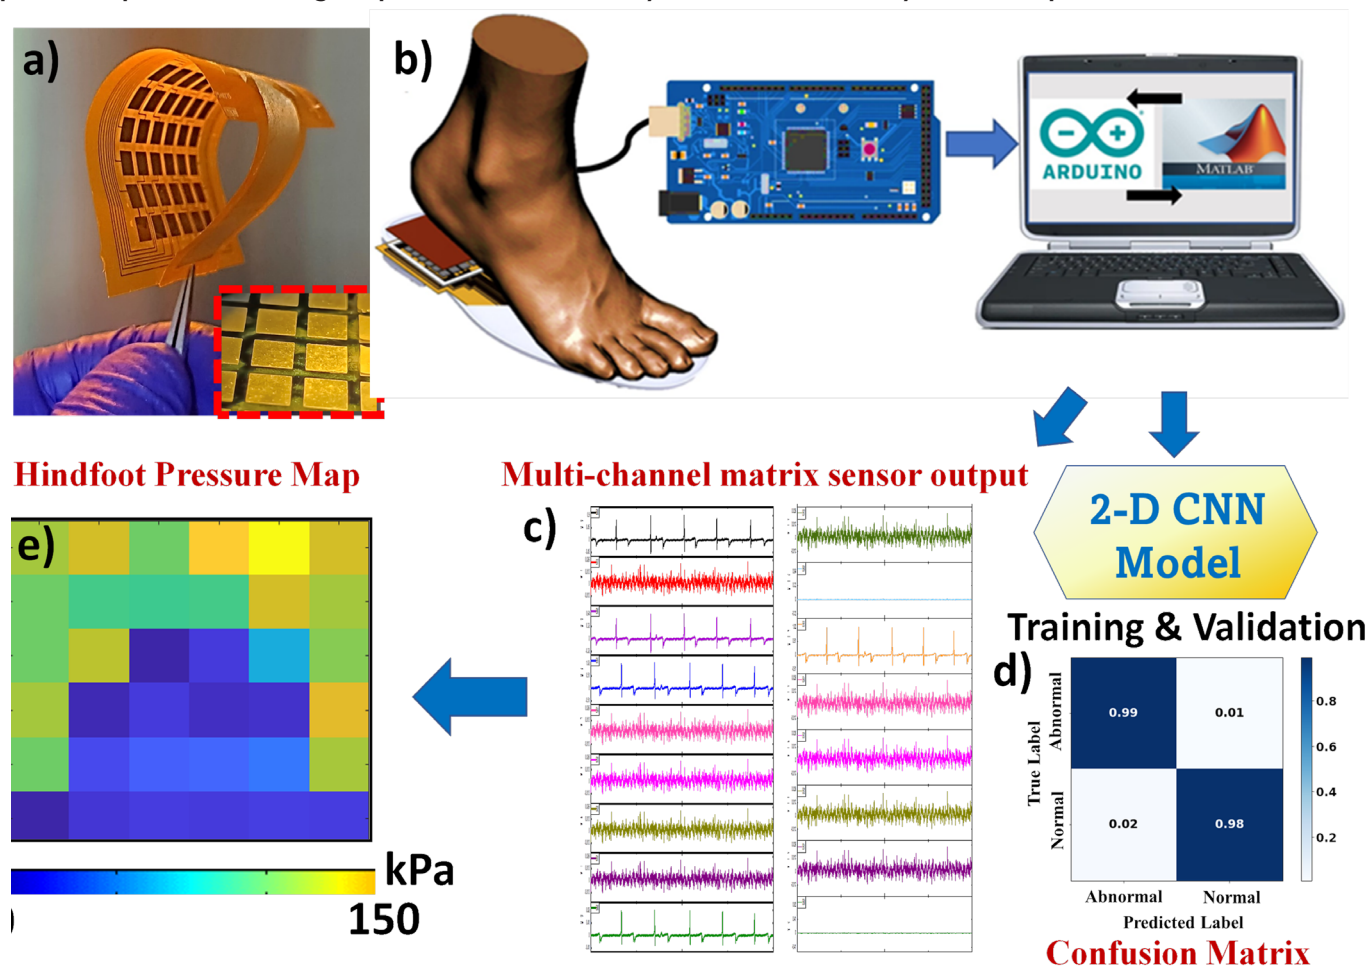 a)
b)
ARDUINO
MATLAB
Hindfoot Pressure Map
Multi-channel matrix sensor output
2-D CNN
Model
e)
c)
Training & Validation
d)
True Label
Abnormal
Normal
0.99
0.01
0.02
0.98
0.8
0.6
0.4
0.2
Abnormal
Normal
Predicted Label
Confusion Matrix
kPa
150